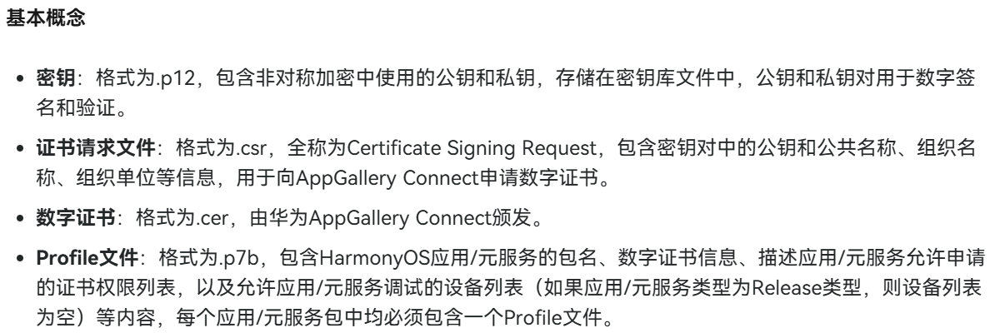 基本概念
• 密钥：格式为.p12，包含非对称加密中使用的公钥和私钥，存储在密钥库文件中，公钥和私钥对用于数字签
名和验证。
• 证书请求文件：格式为.csr，全称为Certificate Signing Request，包含密钥对中的公钥和公共名称、组织名
称、组织单位等信息，用于向AppGallery Connect申请数字证书。
• 数字证书：格式为.cer，由华为AppGallery Connect颁发。
• Profile文件：格式为.p7b，包含HarmonyOS应用/元服务的包名、数字证书信息、描述应用/元服务允许申请
的证书权限列表，以及允许应用/元服务调试的设备列表（如果应用/元服务类型为Release类型，则设备列表
为空）等内容，每个应用/元服务包中均必须包含一个Profile文件。